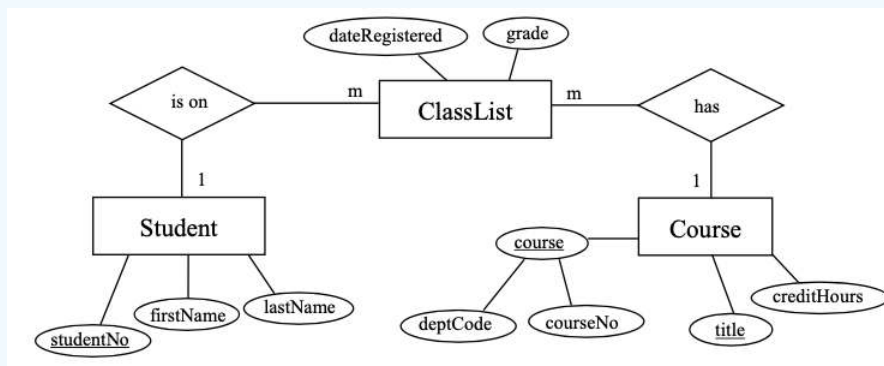 dateRegistered
grade
is on
m
ClassList
m
has
1
1
Student
course
Course
studentNo
firstName
lastName
deptCode
courseNo
title
creditHours